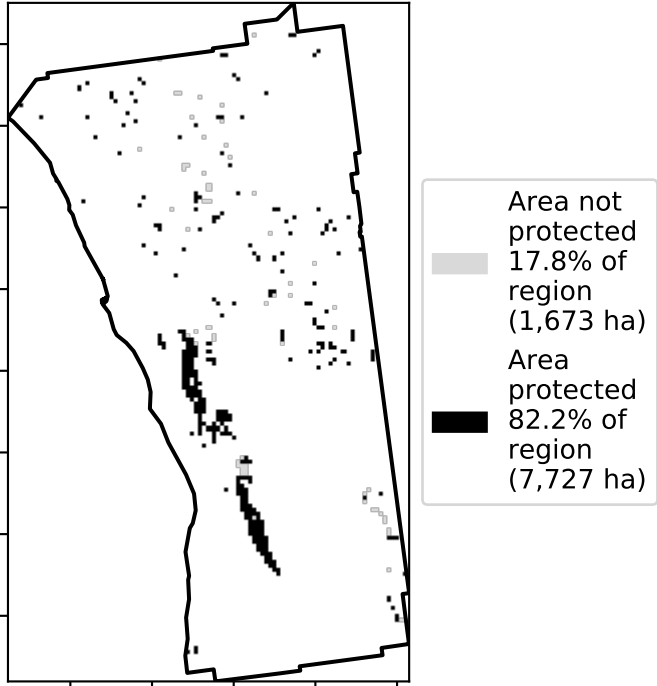 Area not
protected
17.8% of
region
(1,673 ha)
Area
protected
82.2% of
region
(7,727 ha)